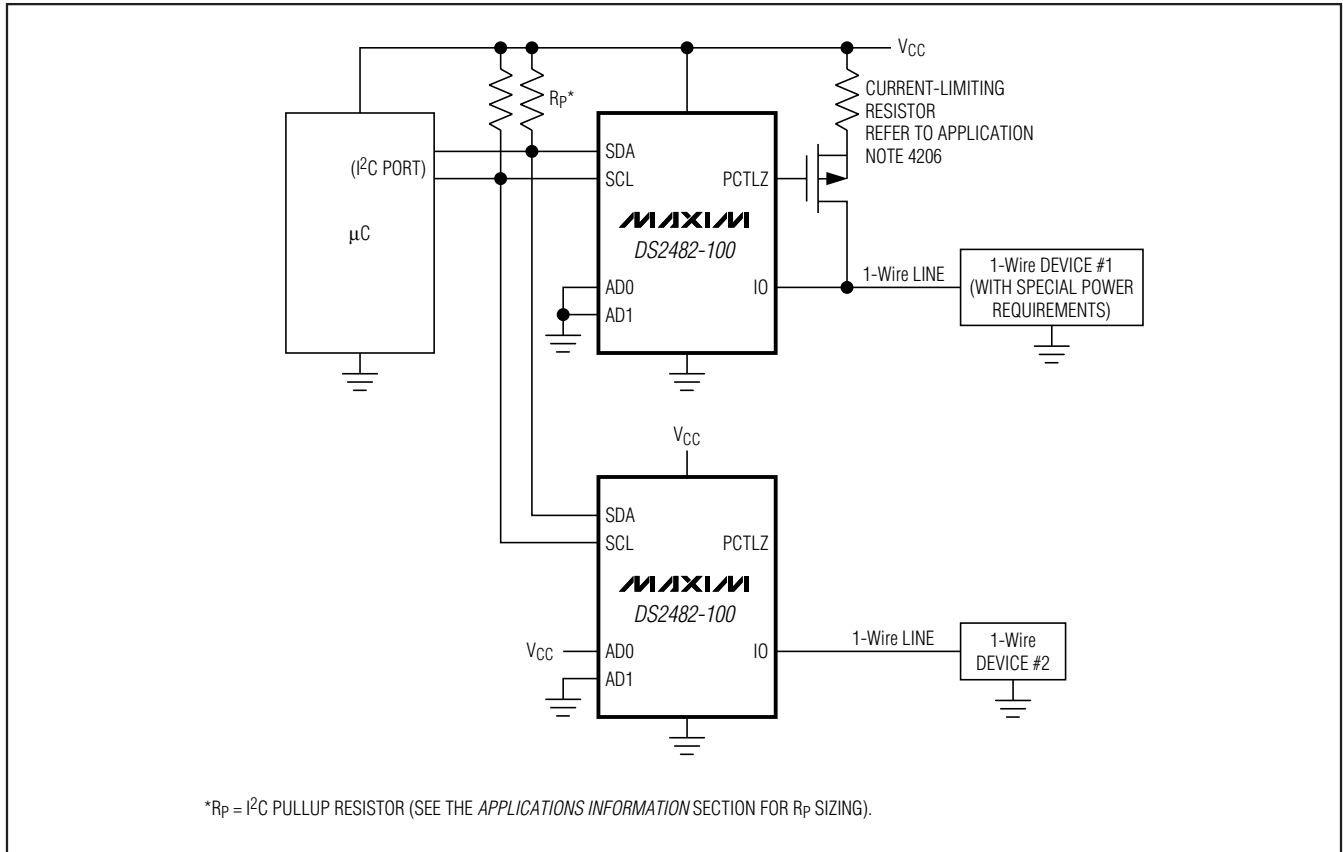 VCC
CURRENT-LIMITING
RESISTOR
REFER TO APPLICATION
NOTE 4206
RP*
(I2C PORT)
μC
SDA
SCL
PCTLZ
MAXIM
DS2482-100
AD0
AD1
IO
1-Wire LINE
1-Wire DEVICE #1
(WITH SPECIAL POWER
REQUIREMENTS)
VCC
SDA
SCL
PCTLZ
MAXIM
DS2482-100
VCC
AD0
AD1
IO
1-Wire LINE
1-Wire
DEVICE #2
*RP = I2C PULLUP RESISTOR (SEE THE APPLICATIONS INFORMATION SECTION FOR RP SIZING).